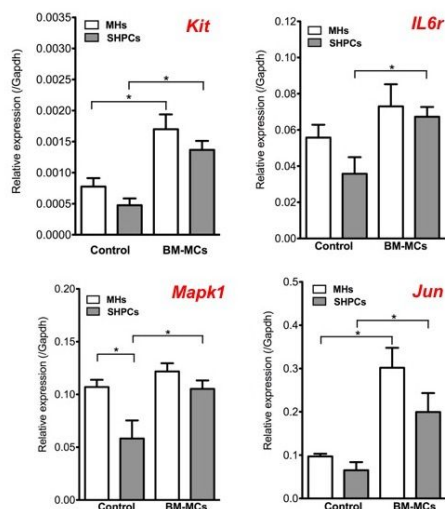 Kit
MHs
SHPCs
Relative expression (/Gapdh)
0.0035
0.0030
0.0025
0.0020
0.0015
0.0010
0.0005
0.0000
*
*
Control
BM-MCs
IL6r
MHs
SHPCs
Relative expression (/Gapdh)
0.12
0.10
0.08
0.06
0.04
0.02
0.00
*
Control
BM-MCs
Mapk1
MHs
SHPCs
Relative expression (/Gapdh)
0.20
0.15
0.10
0.05
0.00
*
*
Control
BM-MCs
Jun
MHs
SHPCs
Relative expression (/Gapdh)
0.5
0.4
0.3
0.2
0.1
0.0
*
*
Control
BM-MCs